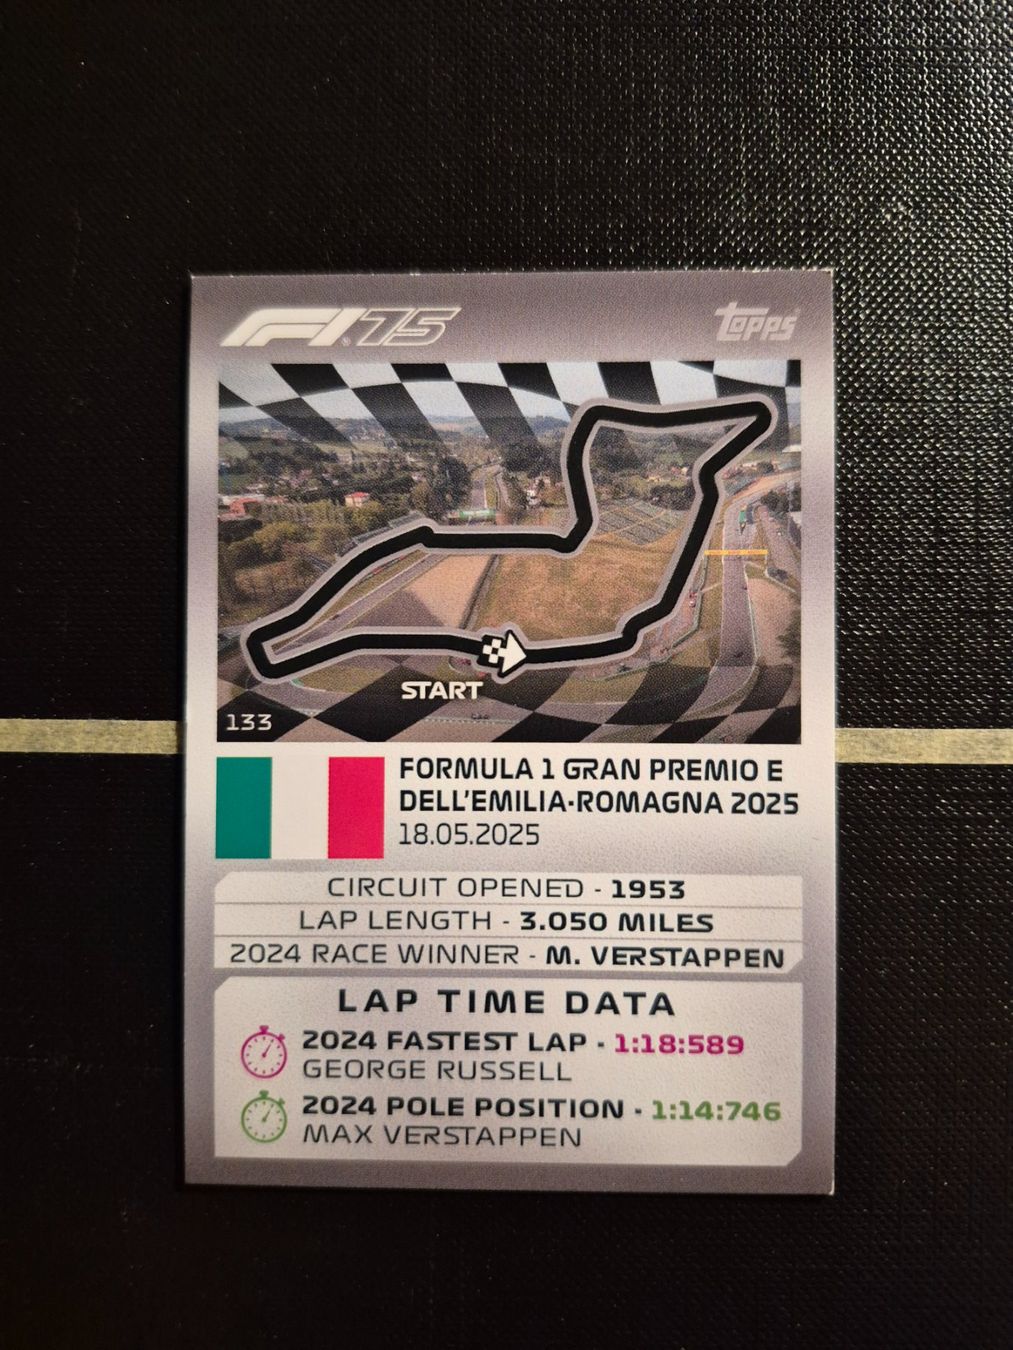 F1® 75
Topps
START
133
FORMULA 1 GRAN PREMIO E
DELL'EMILIA-ROMAGNA 2025
18.05.2025
CIRCUIT OPENED - 1953
LAP LENGTH - 3.050 MILES
2024 RACE WINNER - M. VERSTAPPEN
LAP TIME DATA
2024 FASTEST LAP - 1:18:589
GEORGE RUSSELL
2024 POLE POSITION - 1:14:746
MAX VERSTAPPEN